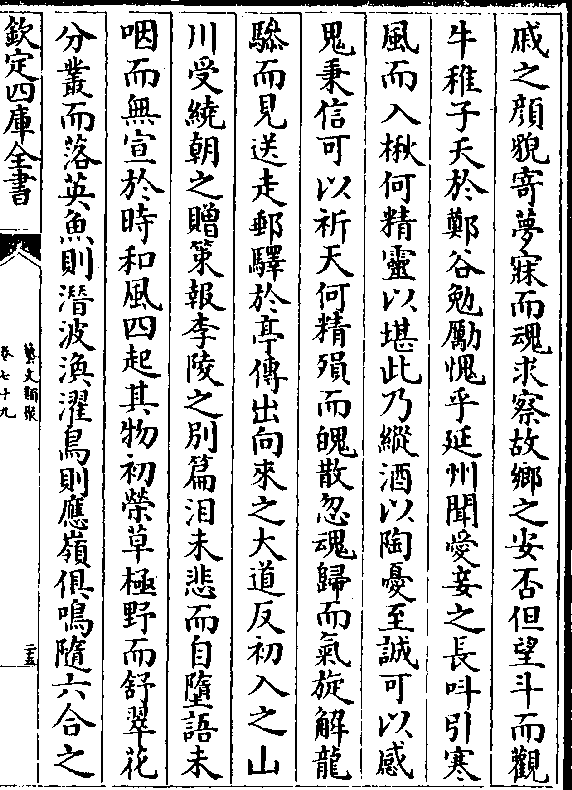 戚之顔貌寄夢寐而魂求察故鄉之安否但望斗而觀
牛稚子夭於鄭谷勉勵愧乎延州聞愛妾之長呌引寒
風而入楸何精靈以堪此乃縱酒以陶憂至誠可以感
鬼秉信可以祈天何精殞而魄散忽魂歸而氣旋解龍
驂而見送走郵驛於亭傳出向來之大道反初入之山
川受繞朝之贈策報李陵之別篇泪未悲而自墮語未
咽而無宣於時和風四起其物初榮草極野而舒翠花
分叢而落英魚則潛波渙濯鳥則應嶺俱鳴隨六合之
欽定四庫全書
藝文類聚
卷七十九
二十五